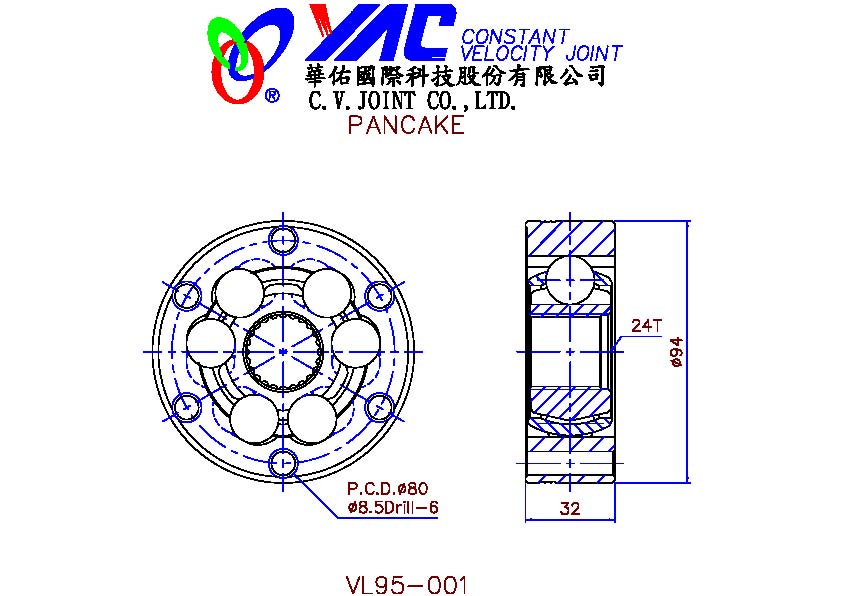 YAC CONSTANT
VELOCITY JOINT
華佑國際科技股份有限公司
®
C.V.JOINT CO.,LTD.
PANCAKE
24T
ø94
P.C.D.ø80
ø8.5Drill-6
32
VL95-001